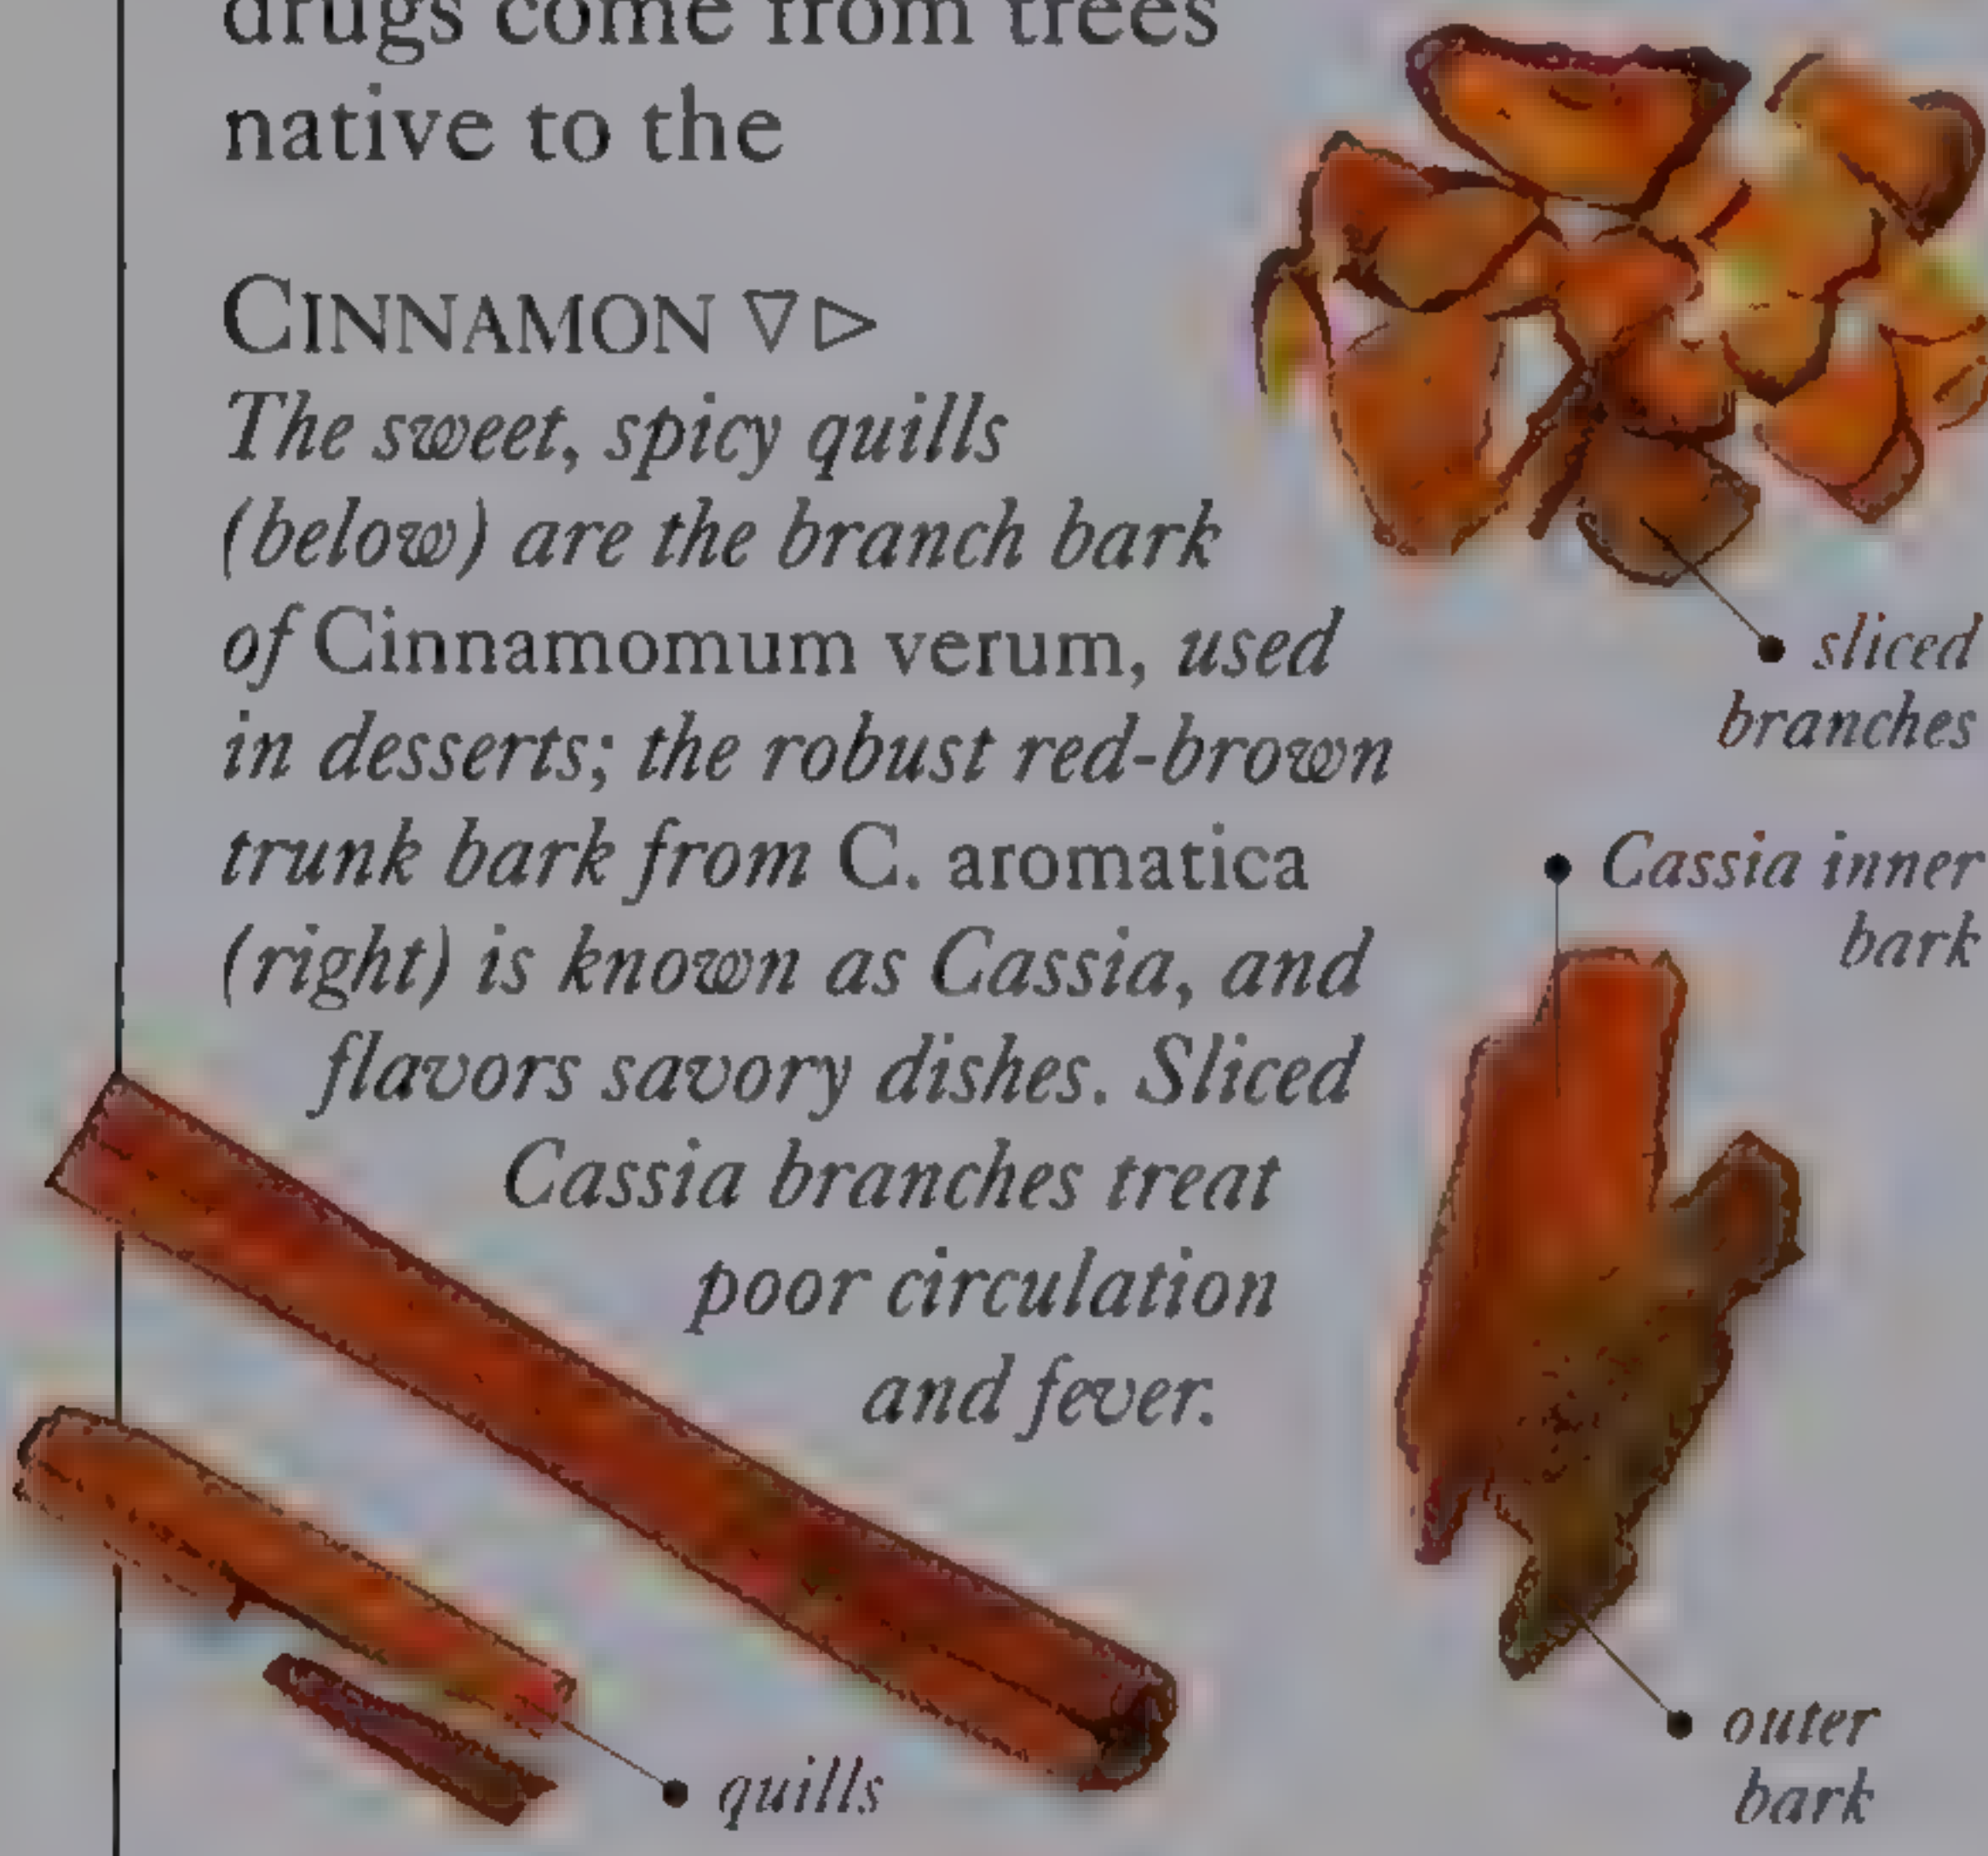 drugs come from trees
native to the
CINNAMON ▽▷
The sweet, spicy quills
(below) are the branch bark
of Cinnamomum verum, used
in desserts; the robust red-brown
trunk bark from C. aromatica
(right) is known as Cassia, and
flavors savory dishes. Sliced
Cassia branches treat
poor circulation
and fever.
sliced
branches
Cassia inner
bark
outer
bark
quills